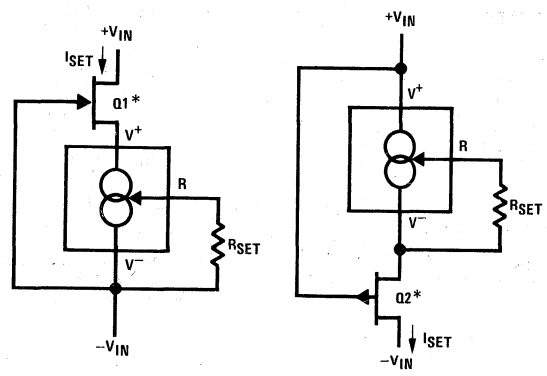 +VIN
ISET
Q1*
V+
R
RSET
V−
−VIN
+VIN
V+
R
RSET
V−
Q2*
ISET
−VIN